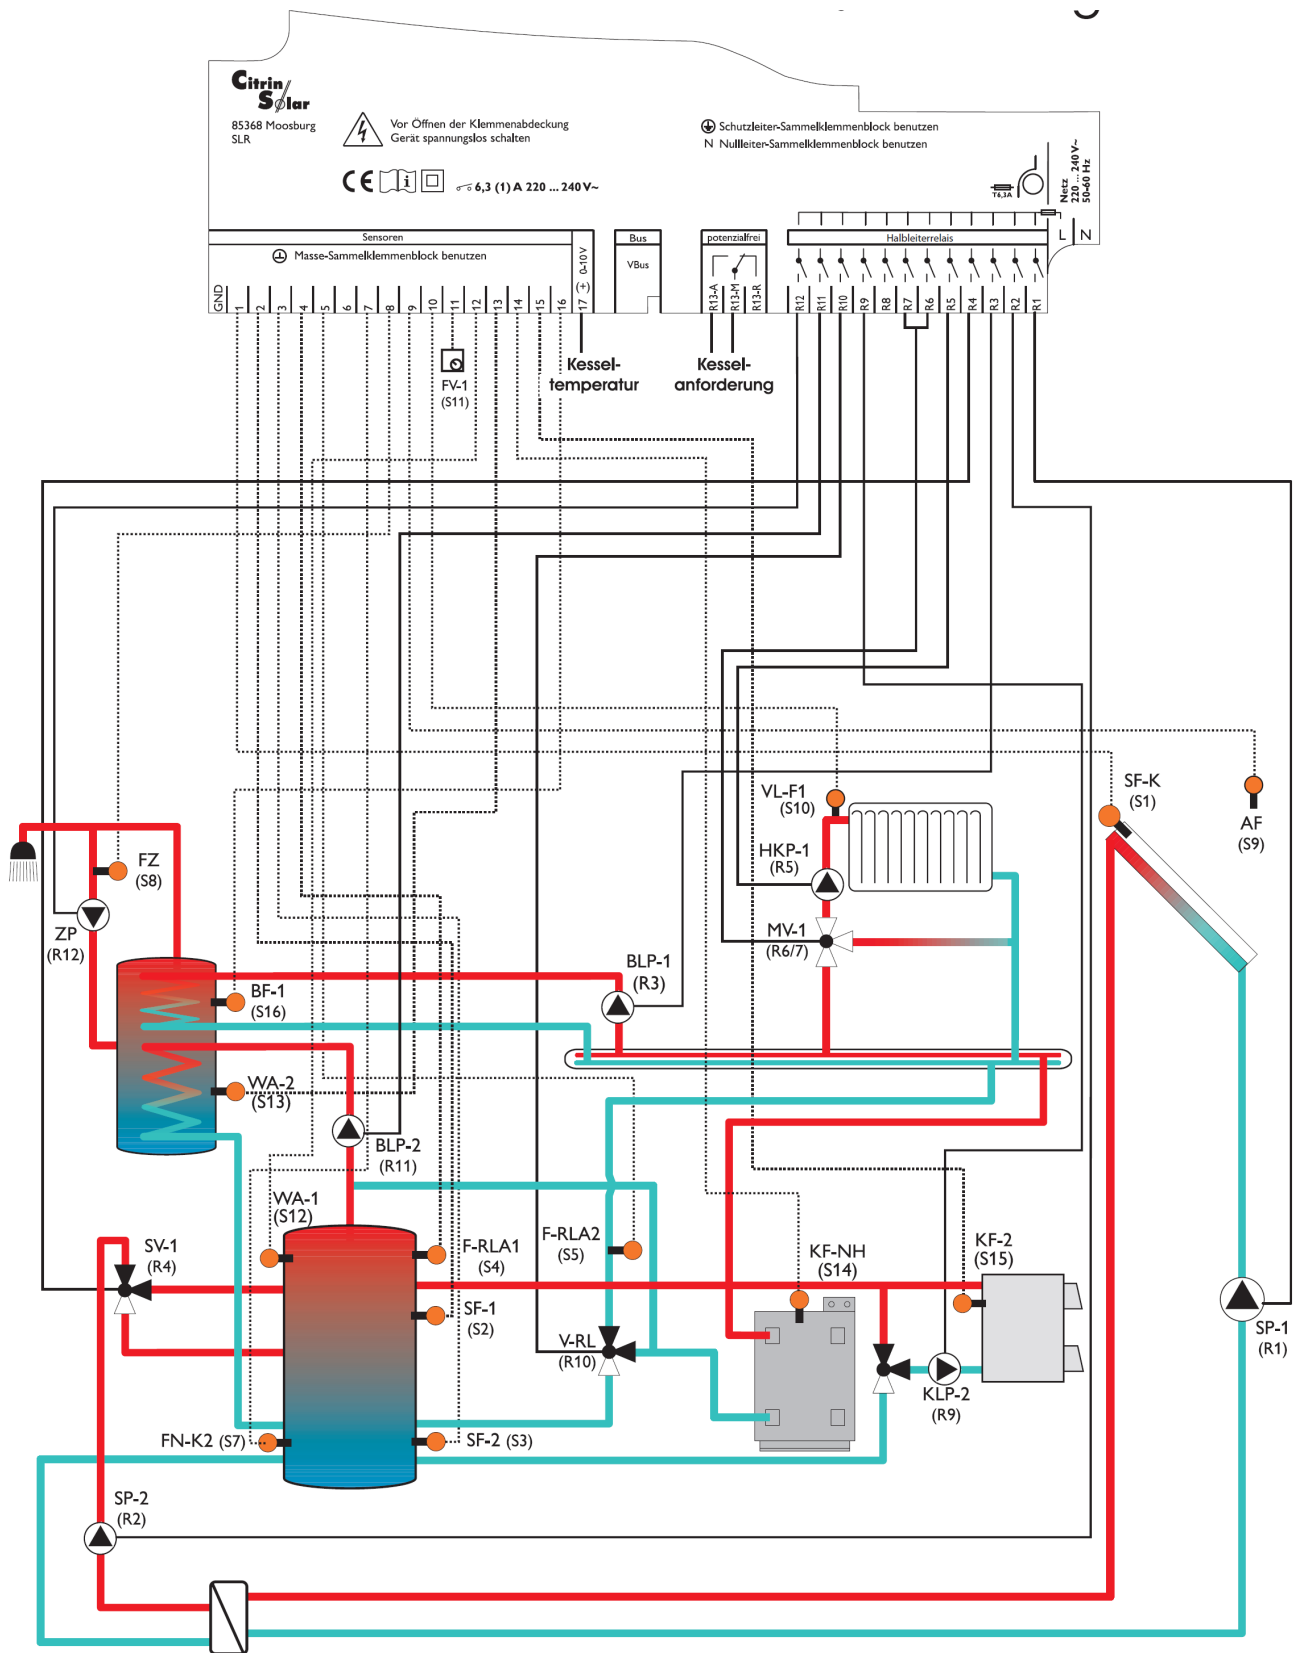 Citrin
Solar
85368 Moosburg
SLR
Vor Öffnen der Klemmenabdeckung
Gerät spannungslos schalten
6,3 (1) A 220 ... 240 V~
Schutzleiter-Sammelklemmenblock benutzen
N Nullleiter-Sammelklemmenblock benutzen
T6,3A
Netz
220 ... 240 V~
50-60 Hz
L N
Sensoren
Masse-Sammelklemmenblock benutzen
GND 1 2 3 4 5 6 7 8 9 10 11 12 13 14 15 16
17 (+) 0-10 V
Bus
VBus
potenzialfrei
R13-A R13-M R13-R
Halbleiterrelais
R12 R11 R10 R9 R8 R7 R6 R5 R4 R3 R2 R1
FV-1
(S11)
Kessel-
temperatur
Kessel-
anforderung
VL-F1
(S10)
SF-K
(S1)
AF
(S9)
FZ
(S8)
HKP-1
(R5)
ZP
(R12)
MV-1
(R6/7)
BLP-1
(R3)
BF-1
(S16)
WA-2
(S13)
BLP-2
(R11)
WA-1
(S12)
SV-1
(R4)
F-RLA1
(S4)
F-RLA2
(S5)
KF-NH
(S14)
KF-2
(S15)
SF-1
(S2)
V-RL
(R10)
SP-1
(R1)
KLP-2
(R9)
FN-K2 (S7)
SF-2 (S3)
SP-2
(R2)